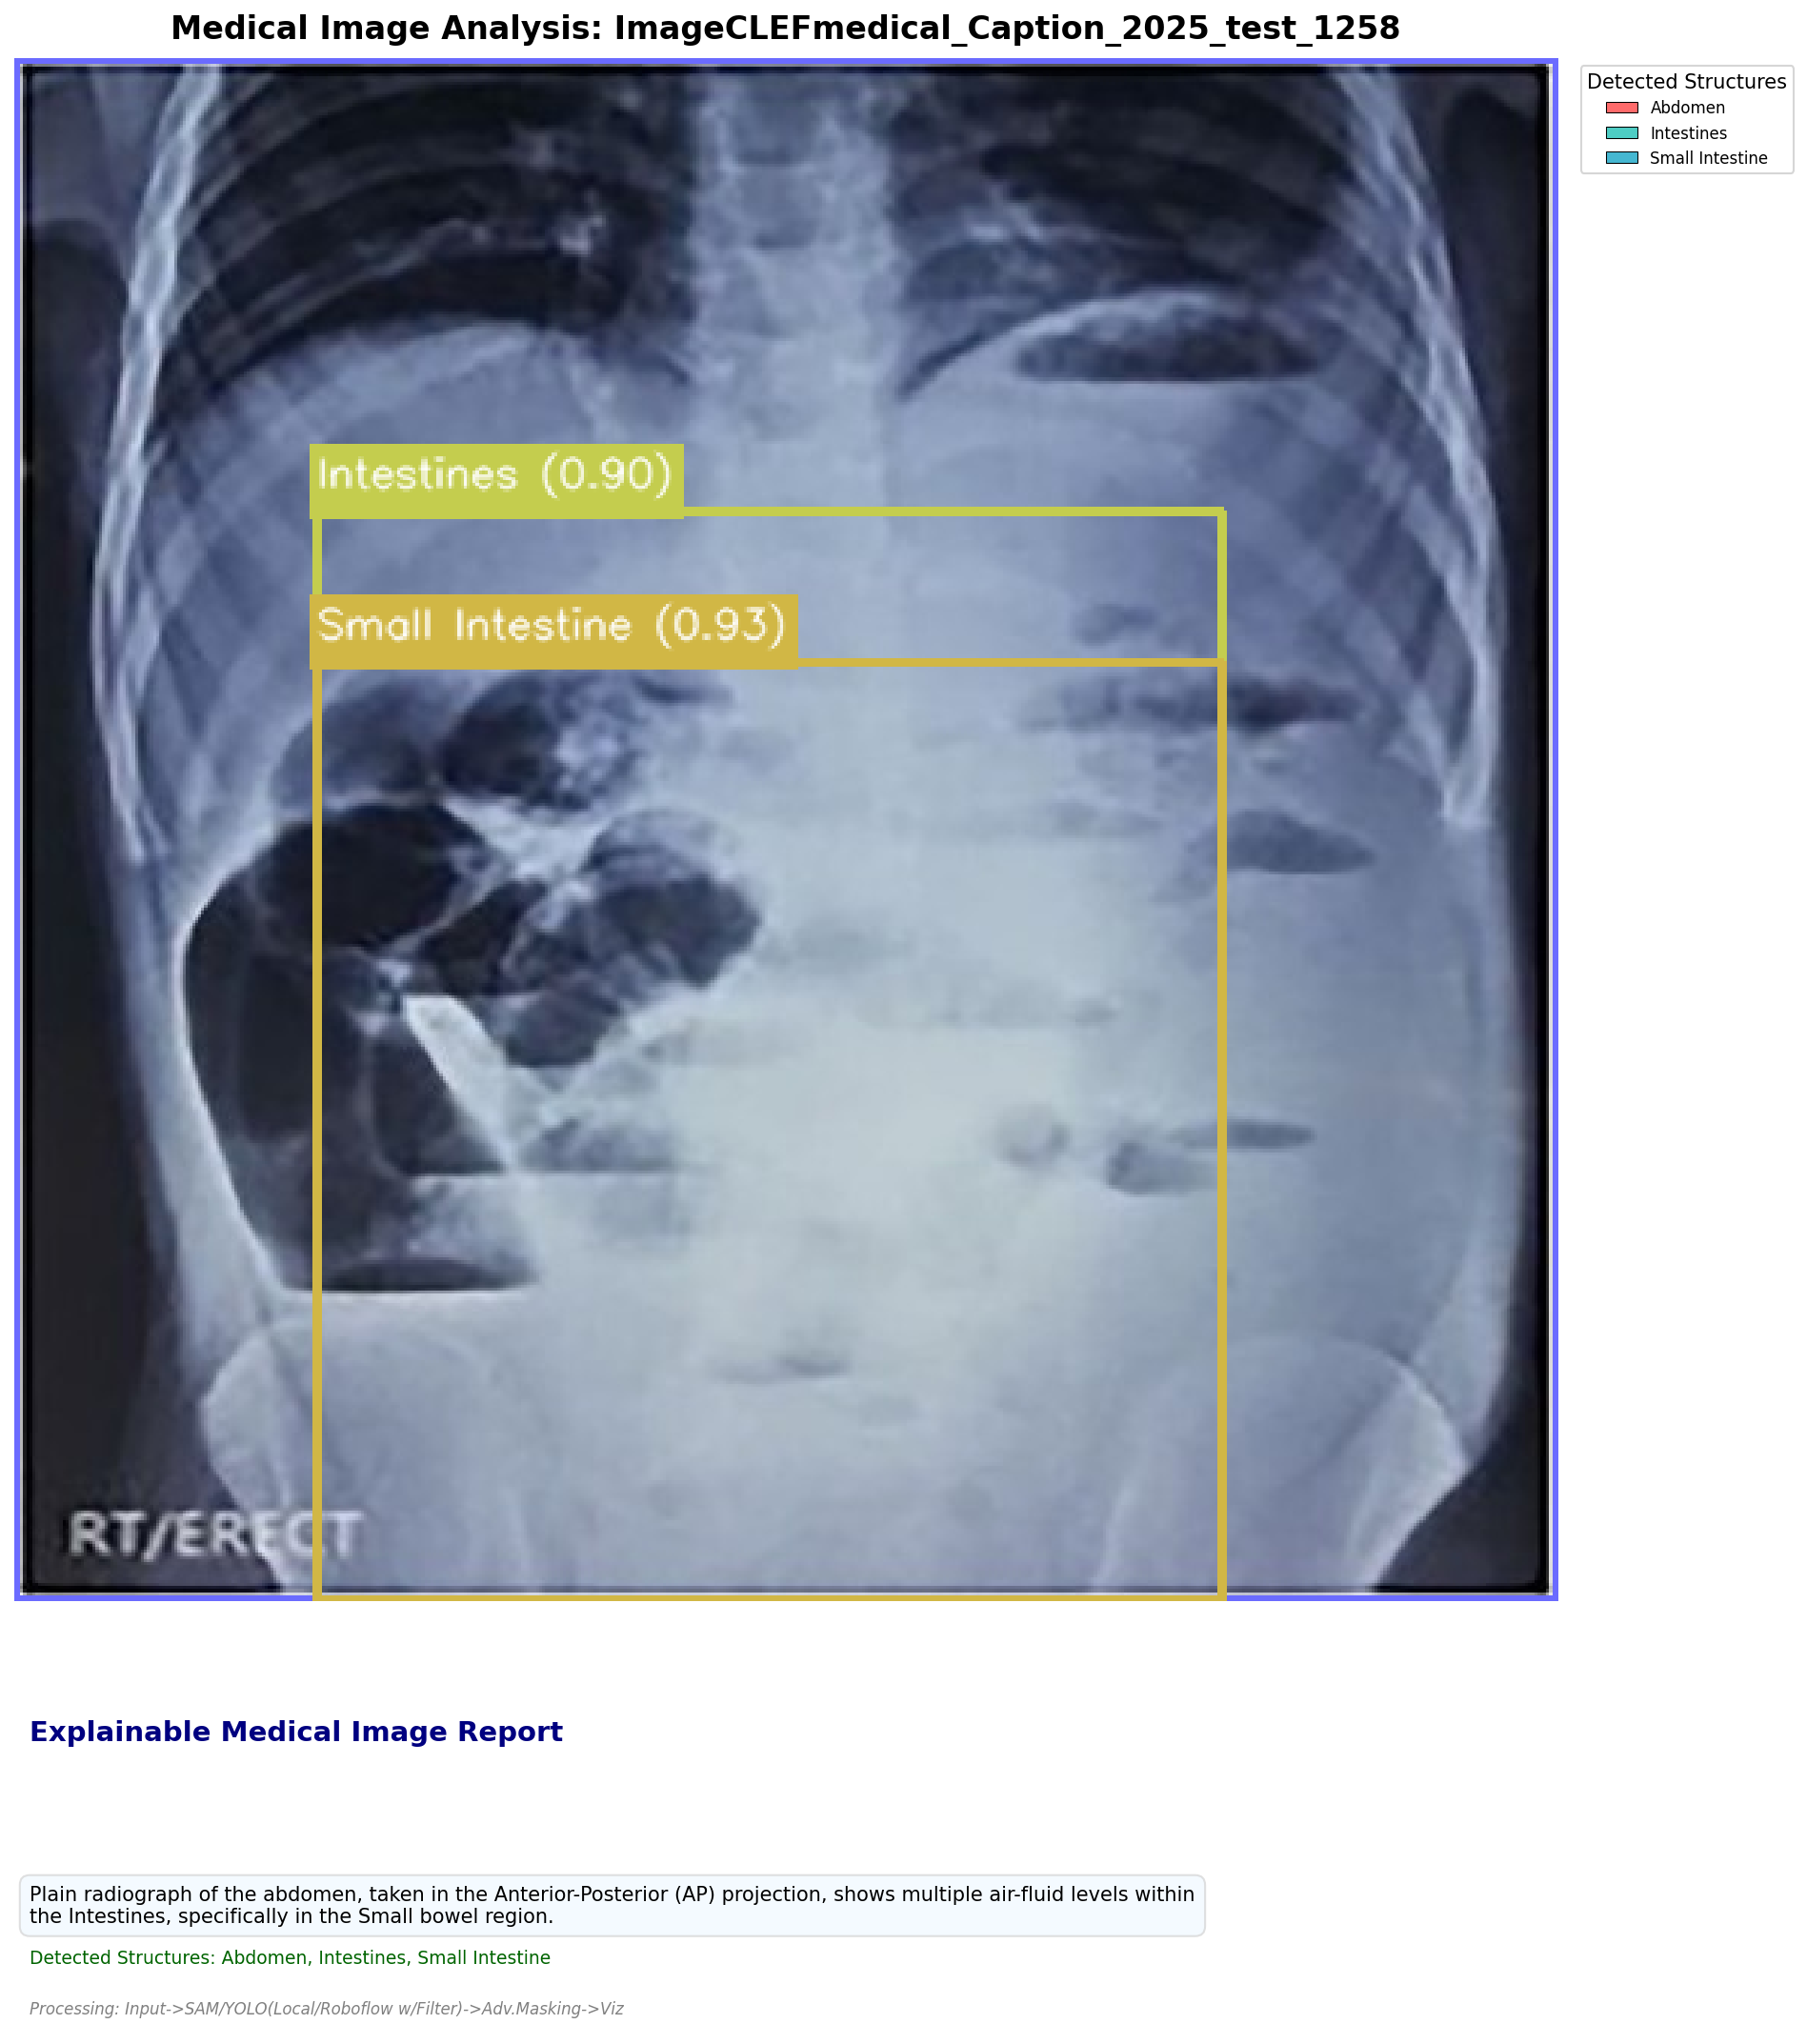 Medical Image Analysis: ImageCLEFmedical_Caption_2025_test_1258
Detected Structures
Abdomen
Intestines
Small Intestine
Intestines (0.90)
Small Intestine (0.93)
RT/ERECT
Explainable Medical Image Report
Plain radiograph of the abdomen, taken in the Anterior-Posterior (AP) projection, shows multiple air-fluid levels within
the Intestines, specifically in the Small bowel region.
Detected Structures: Abdomen, Intestines, Small Intestine
Processing: Input->SAM/YOLO(Local/Roboflow w/Filter)->Adv.Masking->Viz